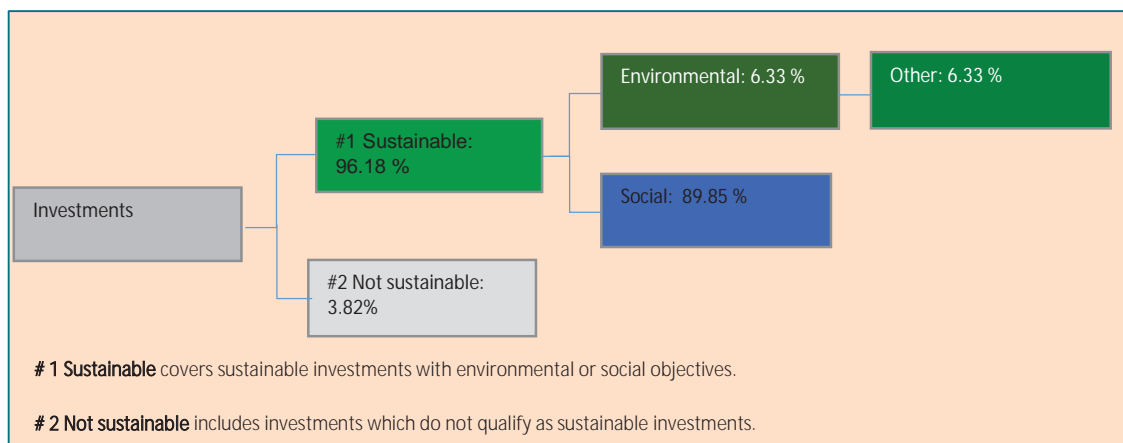 Environmental: 6.33 %
Other: 6.33 %
#1 Sustainable:
96.18 %
Social: 89.85 %
Investments
#2 Not sustainable:
3.82%
# 1 Sustainable covers sustainable investments with environmental or social objectives.
# 2 Not sustainable includes investments which do not qualify as sustainable investments.